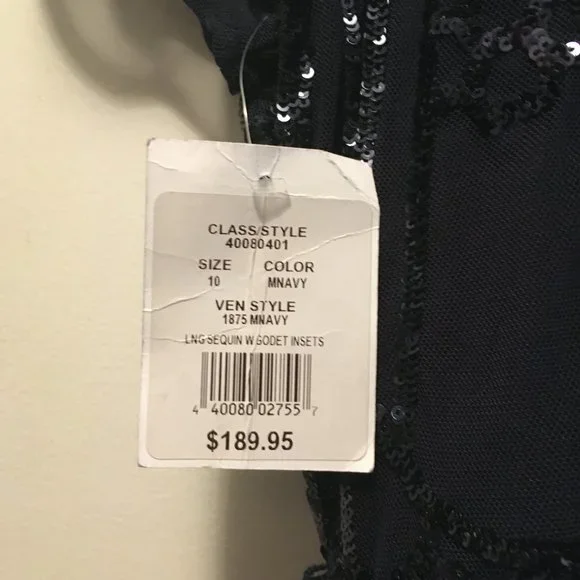 CLASS/STYLE
40080401
SIZE COLOR
10 MNAVY
VEN STYLE
1875 MNAVY
LNG SEQUIN W GODET INSETS
4 40080 02755 7
$189.95